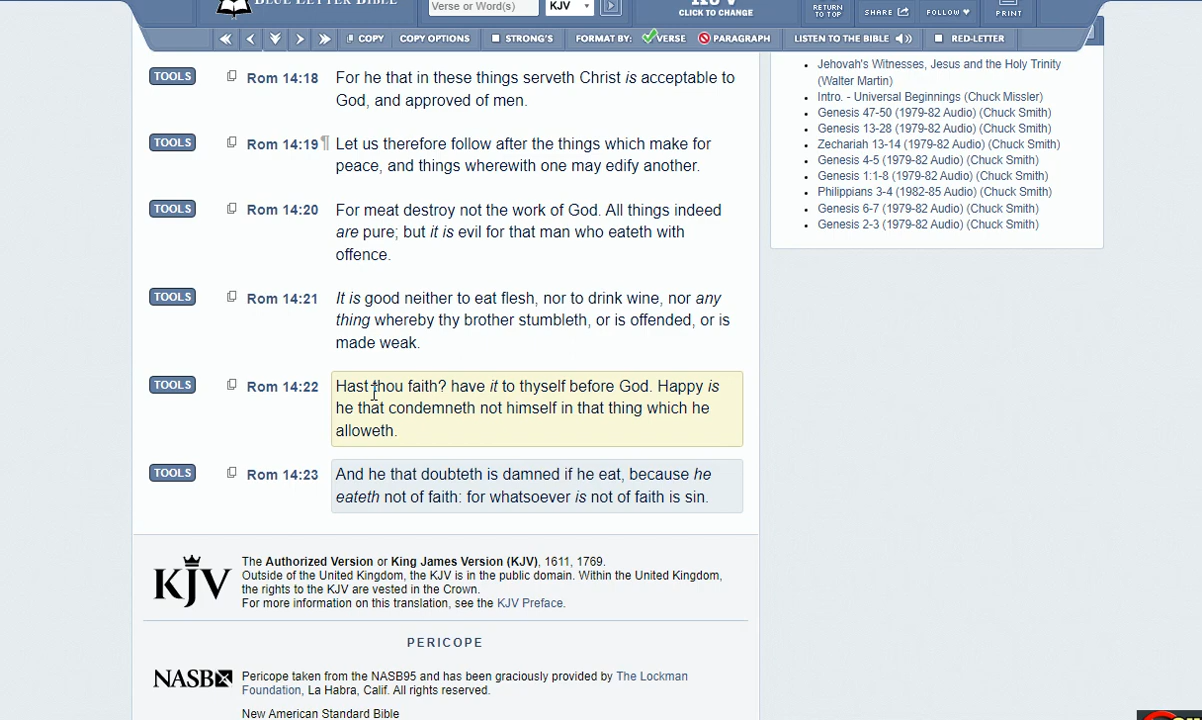 BLUE LETTER BIBLE
Verse or Word(s)
KJV
CLICK TO CHANGE
RETURN
TO TOP
SHARE
FOLLOW
PRINT
COPY
COPY OPTIONS
STRONG'S
FORMAT BY:
VERSE
PARAGRAPH
LISTEN TO THE BIBLE
RED-LETTER
TOOLS
Rom 14:18
For he that in these things serveth Christ is acceptable to
God, and approved of men.
TOOLS
Rom 14:19¶
Let us therefore follow after the things which make for
peace, and things wherewith one may edify another.
TOOLS
Rom 14:20
For meat destroy not the work of God. All things indeed
are pure; but it is evil for that man who eateth with
offence.
TOOLS
Rom 14:21
It is good neither to eat flesh, nor to drink wine, nor any
thing whereby thy brother stumbleth, or is offended, or is
made weak.
TOOLS
Rom 14:22
Hast thou faith? have it to thyself before God. Happy is
he that condemneth not himself in that thing which he
alloweth.
TOOLS
Rom 14:23
And he that doubteth is damned if he eat, because he
eateth not of faith: for whatsoever is not of faith is sin.
Jehovah's Witnesses, Jesus and the Holy Trinity
(Walter Martin)
Intro. - Universal Beginnings (Chuck Missler)
Genesis 47-50 (1979-82 Audio) (Chuck Smith)
Genesis 13-28 (1979-82 Audio) (Chuck Smith)
Zechariah 13-14 (1979-82 Audio) (Chuck Smith)
Genesis 4-5 (1979-82 Audio) (Chuck Smith)
Genesis 1:1-8 (1979-82 Audio) (Chuck Smith)
Philippians 3-4 (1982-85 Audio) (Chuck Smith)
Genesis 6-7 (1979-82 Audio) (Chuck Smith)
Genesis 2-3 (1979-82 Audio) (Chuck Smith)
KJV
The Authorized Version or King James Version (KJV), 1611, 1769.
Outside of the United Kingdom, the KJV is in the public domain. Within the United Kingdom,
the rights to the KJV are vested in the Crown.
For more information on this translation, see the KJV Preface.
PERICOPE
NASB
Pericope taken from the NASB95 and has been graciously provided by The Lockman
Foundation, La Habra, Calif. All rights reserved.
New American Standard Bible